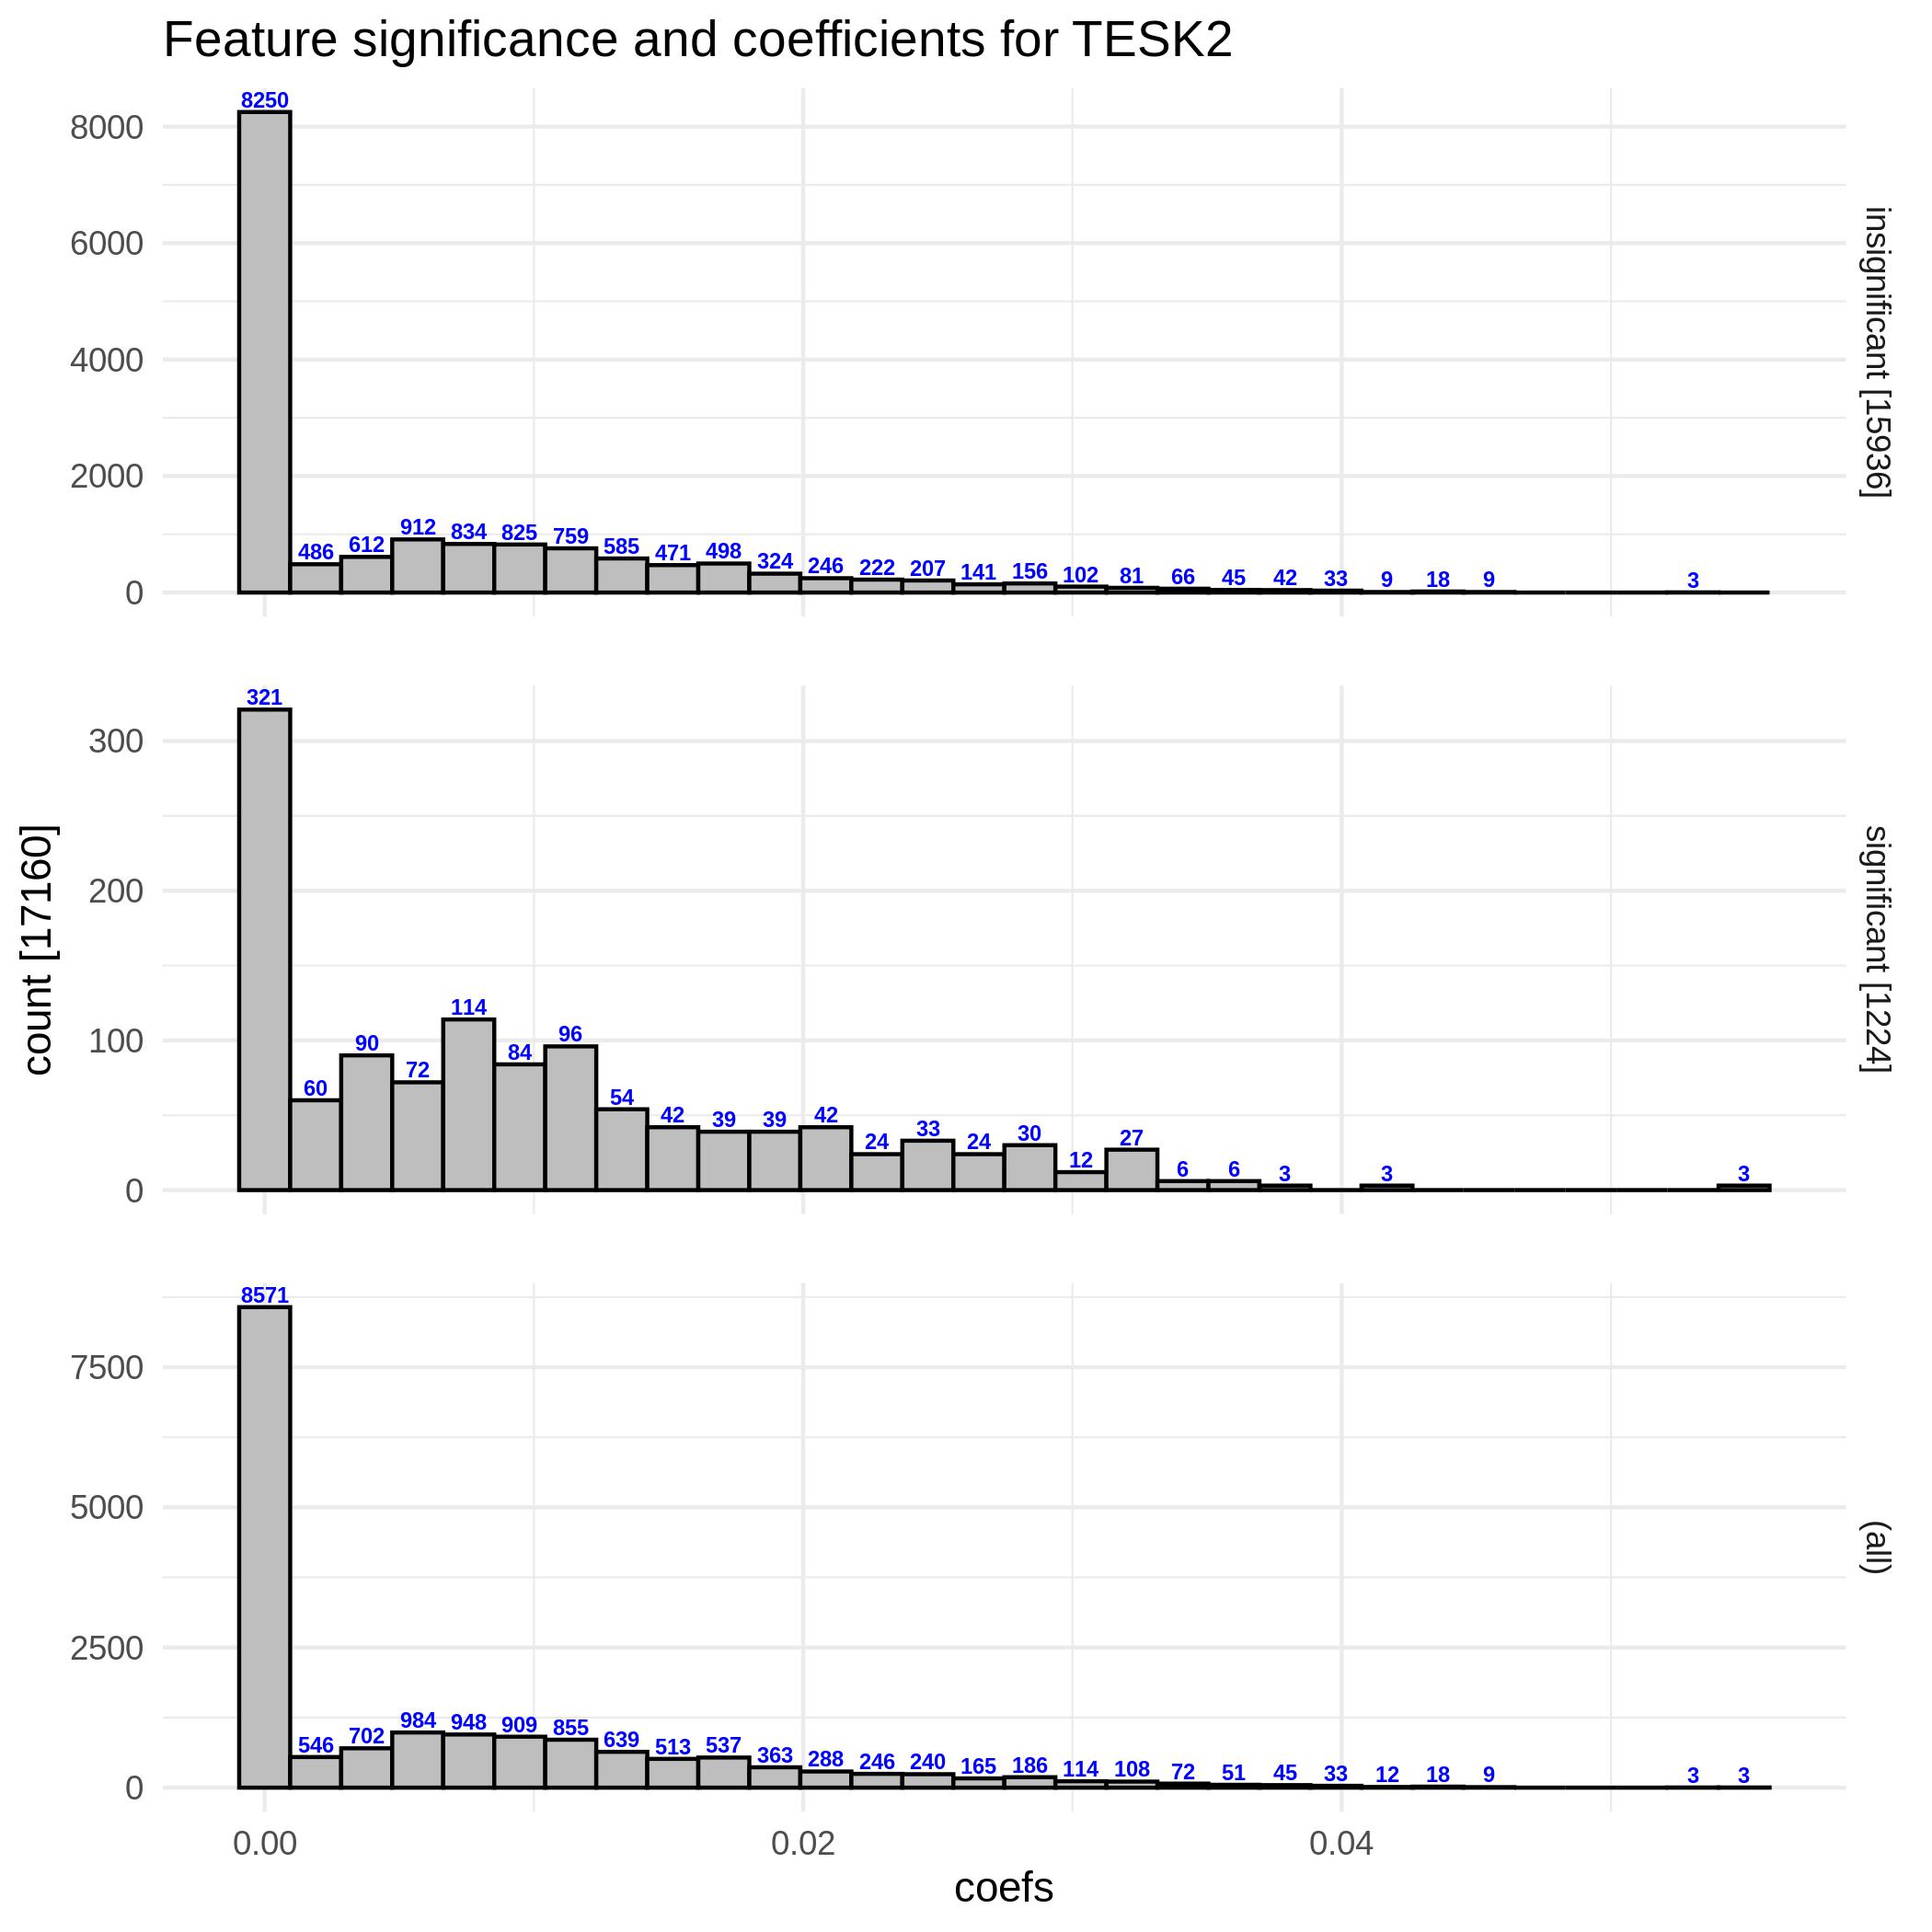 Feature significance and coefficients for TESK2
8250
8000
6000
4000
2000
0
486 612 912 834 825 759 585 471 498 324 246 222 207 141 156 102 81 66 45 42 33 9 18 9 3
insignificant [15936]
321
300
200
100
0
60 90 72 114 84 96 54 42 39 39 42 24 33 24 30 12 27 6 6 3 3 3
significant [1224]
count [17160]
8571
7500
5000
2500
0
546 702 984 948 909 855 639 513 537 363 288 246 240 165 186 114 108 72 51 45 33 12 18 9 3 3
(all)
0.00 0.02 0.04
coefs